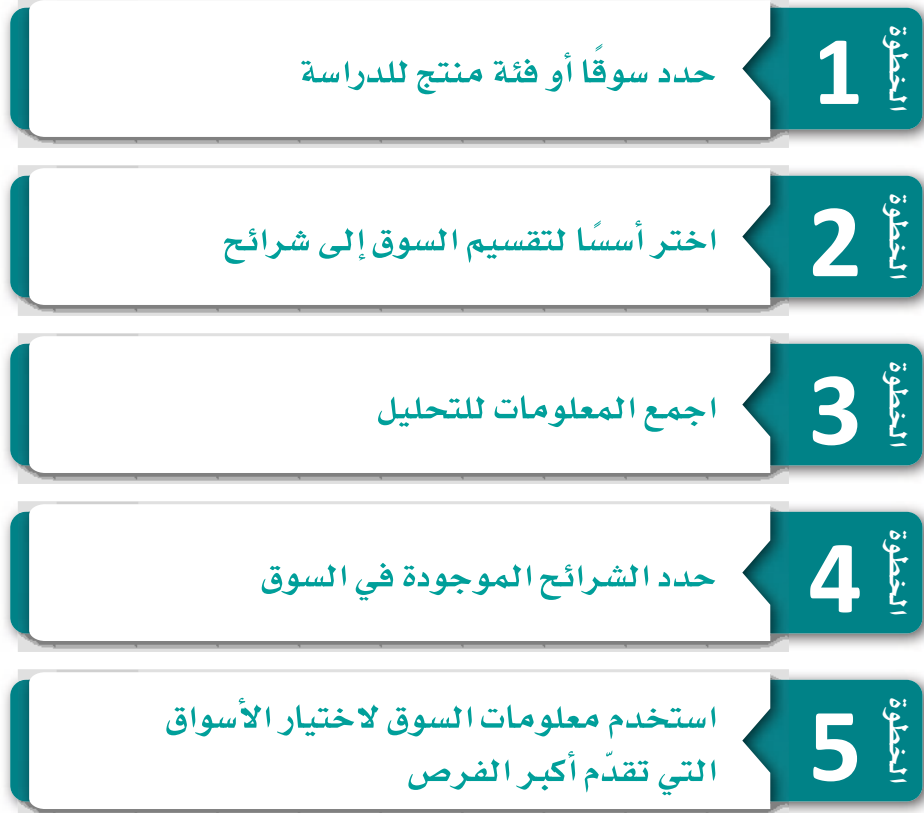 الخطوة 1
حدد سوقًا أو فئة منتج للدراسة
الخطوة 2
اختر أسسًا لتقسيم السوق إلى شرائح
الخطوة 3
اجمع المعلومات للتحليل
الخطوة 4
حدد الشرائح الموجودة في السوق
الخطوة 5
استخدم معلومات السوق لاختيار الأسواق
التي تقدّم أكبر الفرص